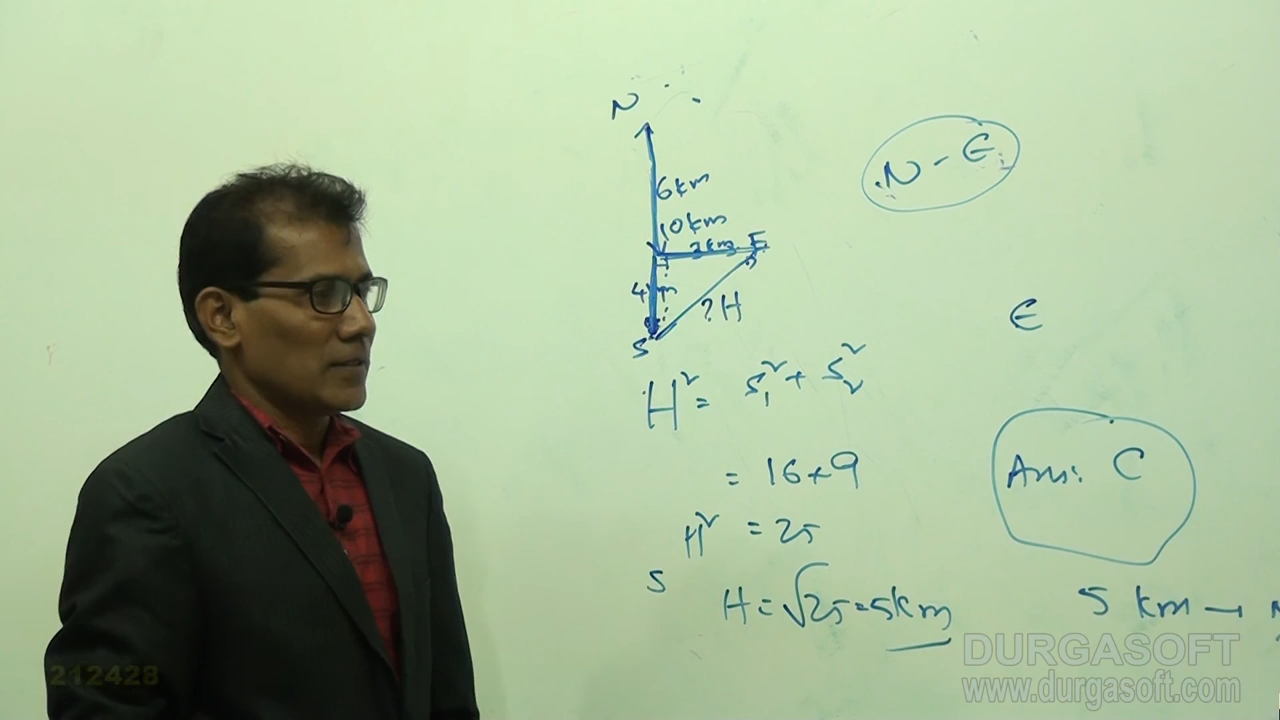 N
6km
10km
3km E
4km
? H
S
N - E
E
H² = S₁² + S₂²
= 16 + 9
H² = 25
S
H = √25 = 5km
Ans: C
5 km →
DURGASOFT
www.durgasoft.com
212428